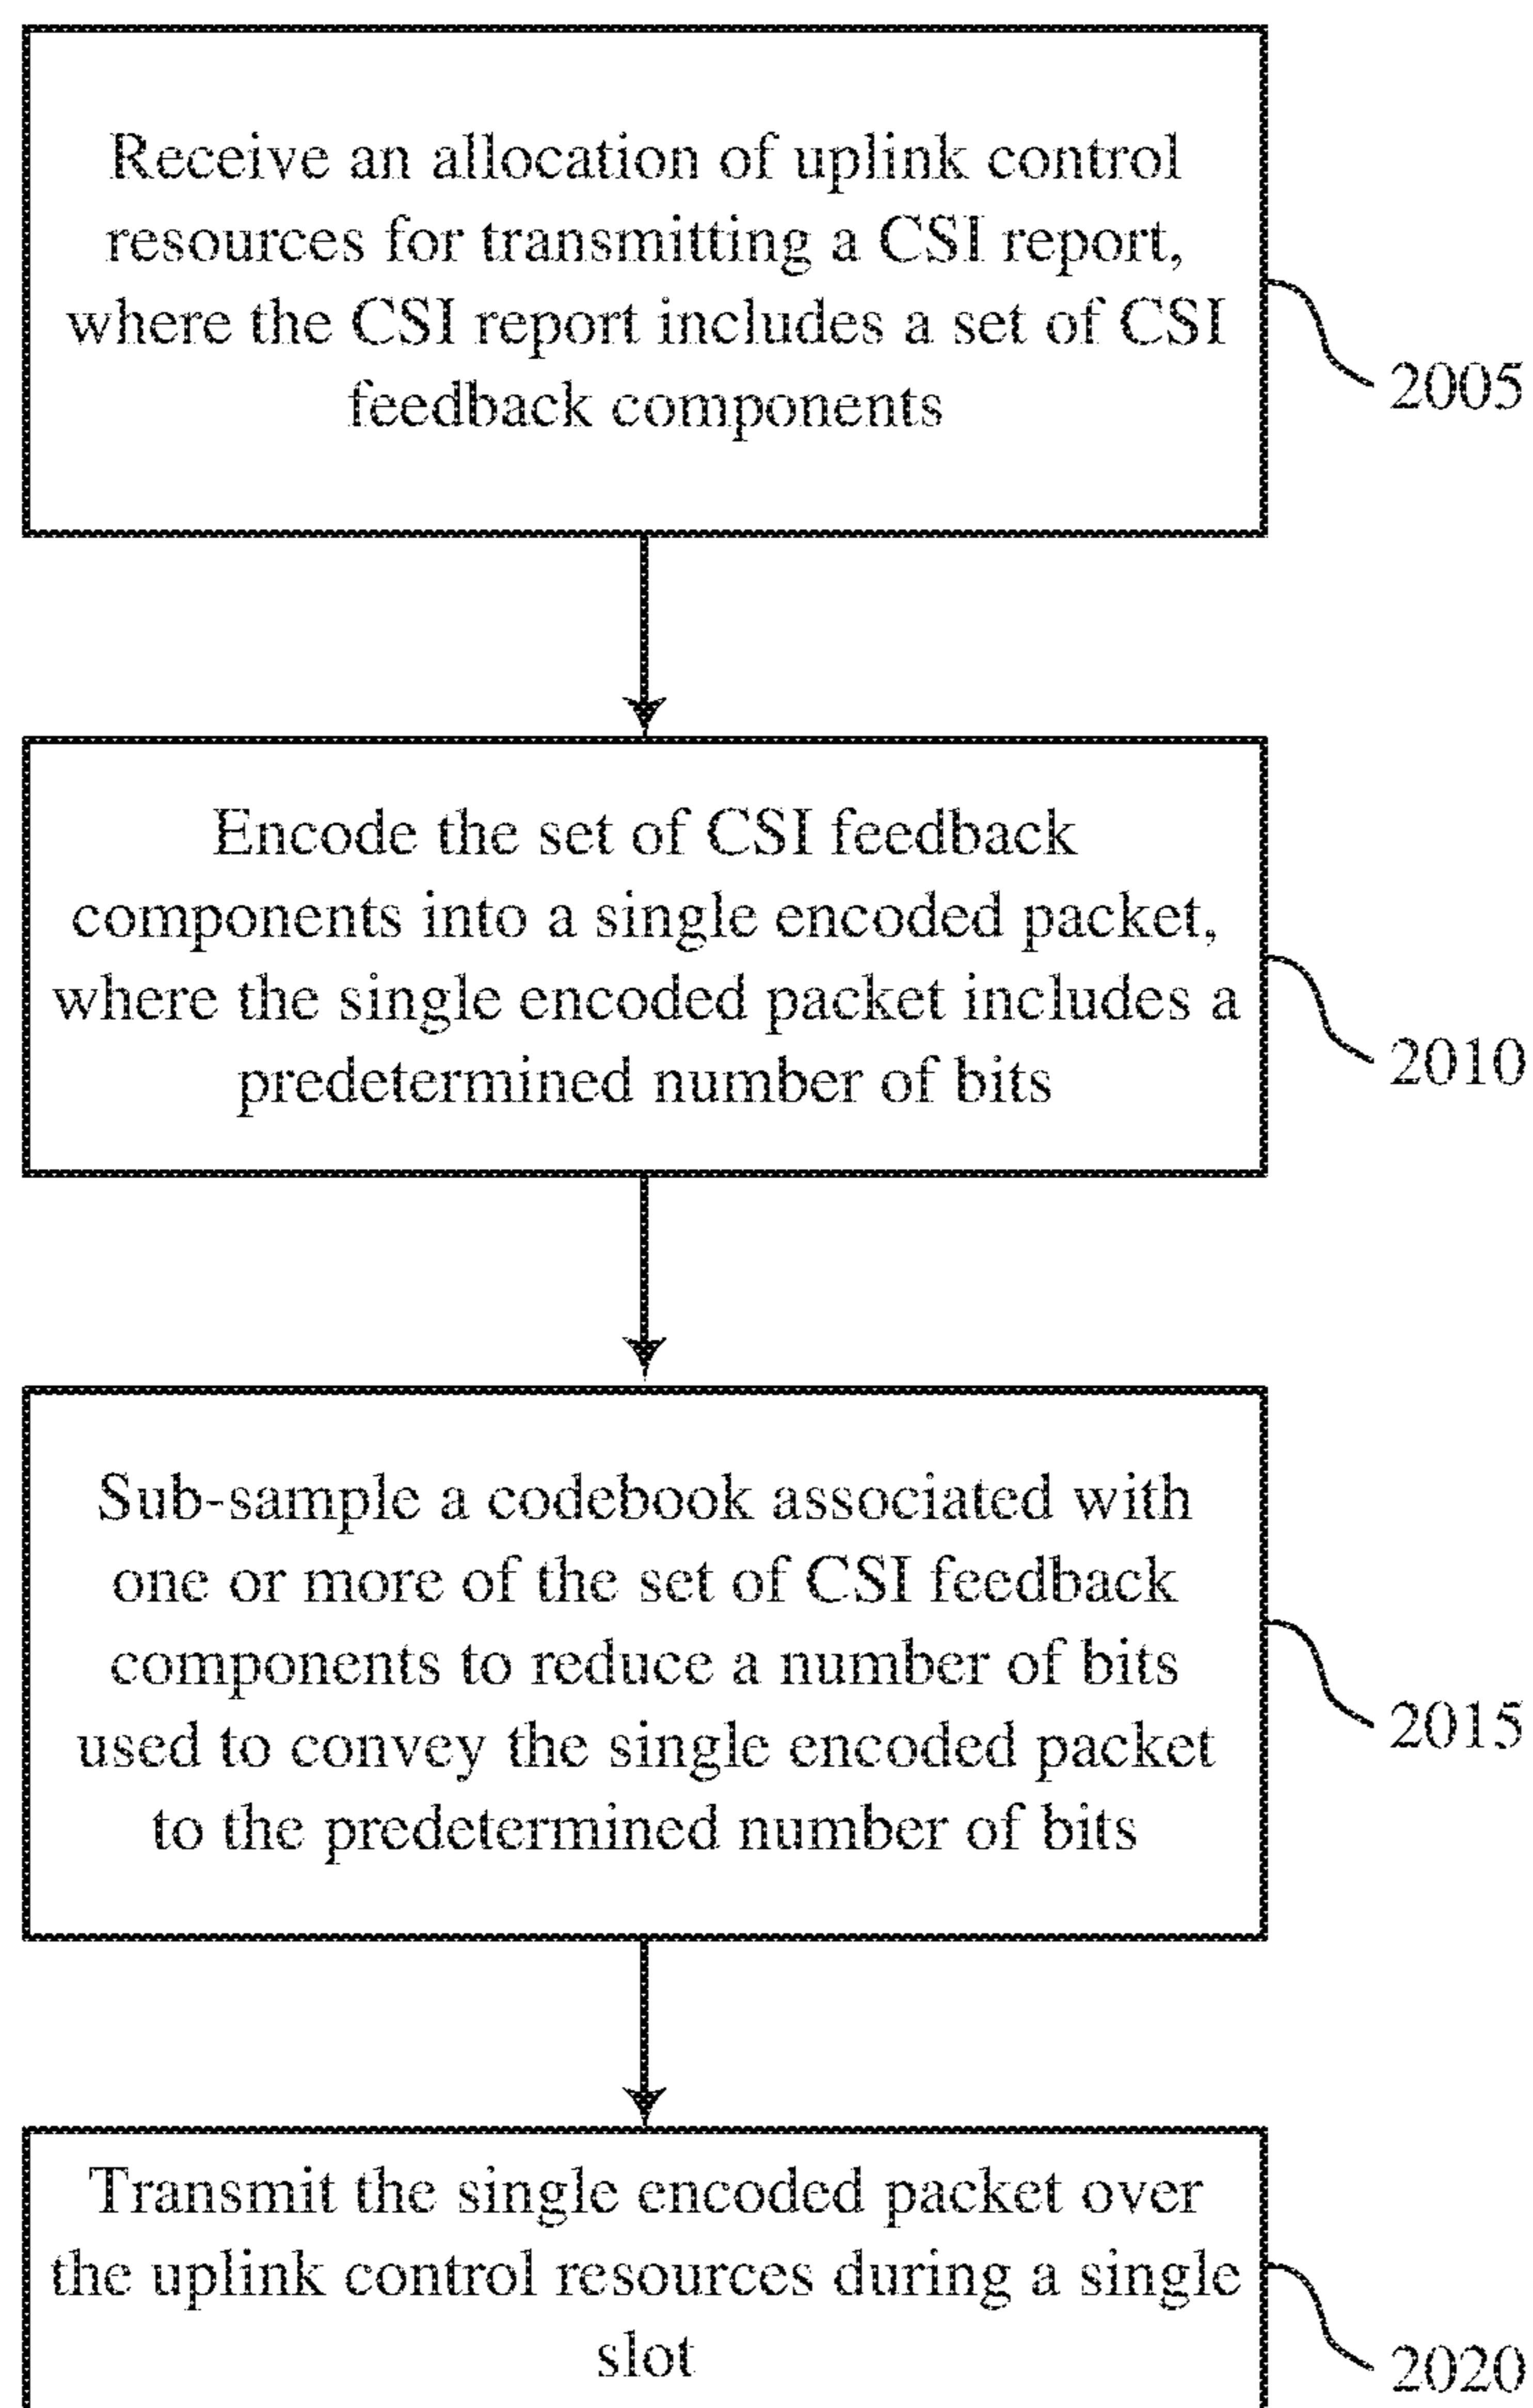 Receive an allocation of uplink control
resources for transmitting a CSI report,
where the CSI report includes a set of CSI
feedback components
2005
Encode the set of CSI feedback
components into a single encoded packet,
where the single encoded packet includes a
predetermined number of bits
2010
Sub-sample a codebook associated with
one or more of the set of CSI feedback
components to reduce a number of bits
used to convey the single encoded packet
to the predetermined number of bits
2015
Transmit the single encoded packet over
the uplink control resources during a single
slot
2020